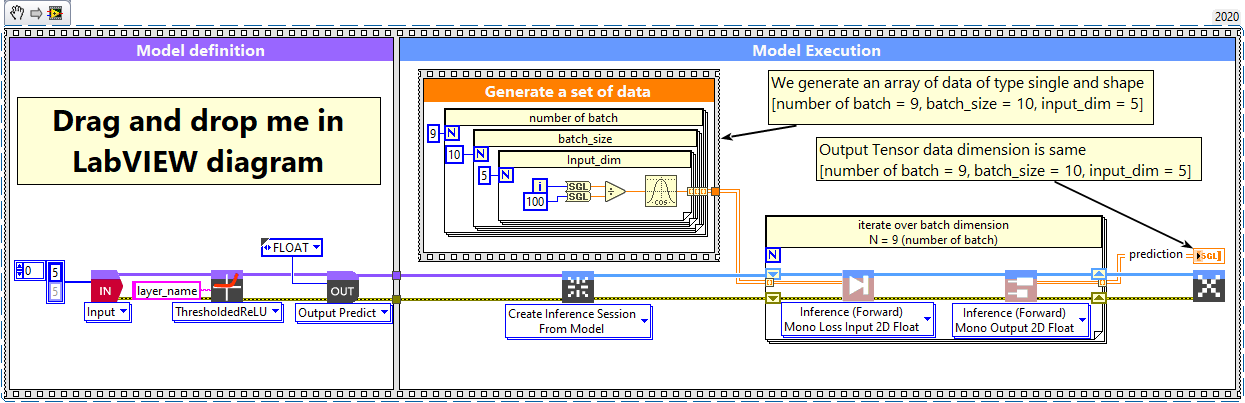 2020
Model definition
Model Execution
Drag and drop me in
LabVIEW diagram
Generate a set of data
number of batch
9 N
batch_size
10 N
Input_dim
5 N
i
100
SGL
SGL
÷
COS
We generate an array of data of type single and shape
[number of batch = 9, batch_size = 10, input_dim = 5]
Output Tensor data dimension is same
[number of batch = 9, batch_size = 10, input_dim = 5]
iterate over batch dimension
N = 9 (number of batch)
N
prediction
SGL
FLOAT
0
5
5
IN
layer_name
OUT
Input
ThresholdedReLU
Output Predict
Create Inference Session
From Model
Inference (Forward)
Mono Loss Input 2D Float
Inference (Forward)
Mono Output 2D Float